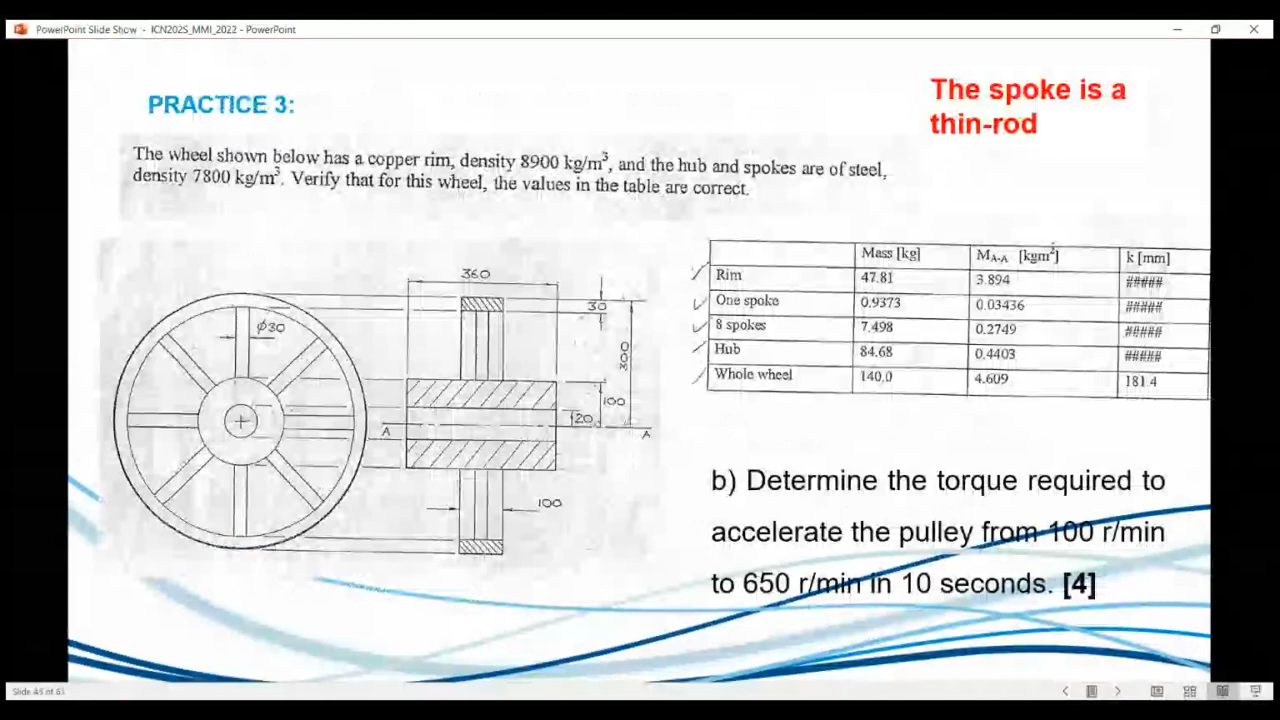 PowerPoint Slide Show - ICN202S_MMI_2022 - PowerPoint
The spoke is a
thin-rod
PRACTICE 3:
The wheel shown below has a copper rim, density 8900 kg/m³, and the hub and spokes are of steel,
density 7800 kg/m³. Verify that for this wheel, the values in the table are correct.
360
30
Φ30
300
100
20
A
A
100
Mass [kg] M_A-A [kgm²] k [mm]
Rim 47.81 3.894 #####
One spoke 0.9373 0.03436 #####
8 spokes 7.498 0.2749 #####
Hub 84.68 0.4403 #####
Whole wheel 140.0 4.609 181.4
b) Determine the torque required to
accelerate the pulley from 100 r/min
to 650 r/min in 10 seconds. [4]